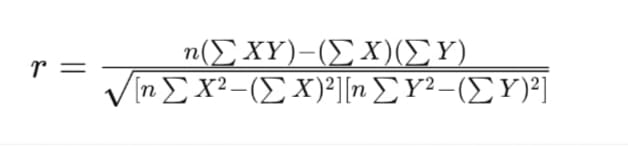 r = n(∑ XY)−(∑ X)(∑ Y) / √[n ∑ X²−(∑ X)²][n ∑ Y²−(∑ Y)²]